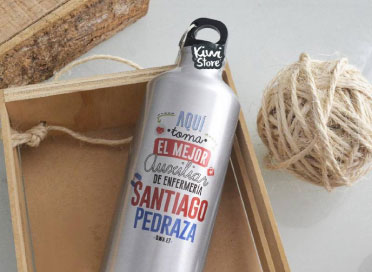 Kiwi
Store
AQUÍ
toma
EL MEJOR
Auxiliar
DE ENFERMERÍA
SANTIAGO
PEDRAZA